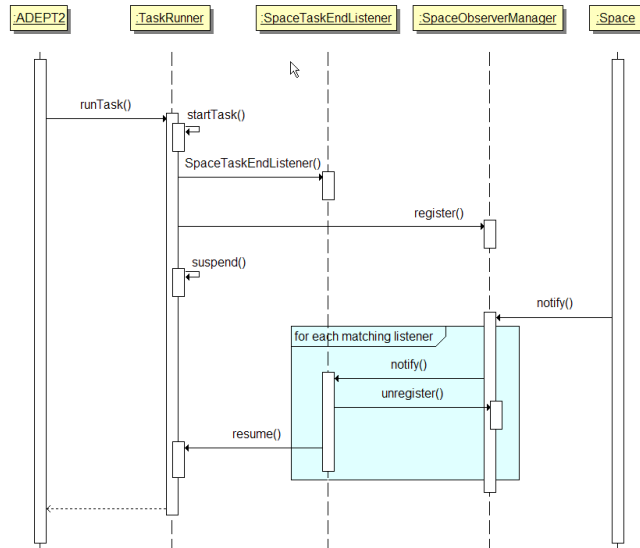 :ADEPT2
:TaskRunner
:SpaceTaskEndListener
:SpaceObserverManager
:Space
runTask()
startTask()
SpaceTaskEndListener()
register()
suspend()
notify()
for each matching listener
notify()
unregister()
resume()